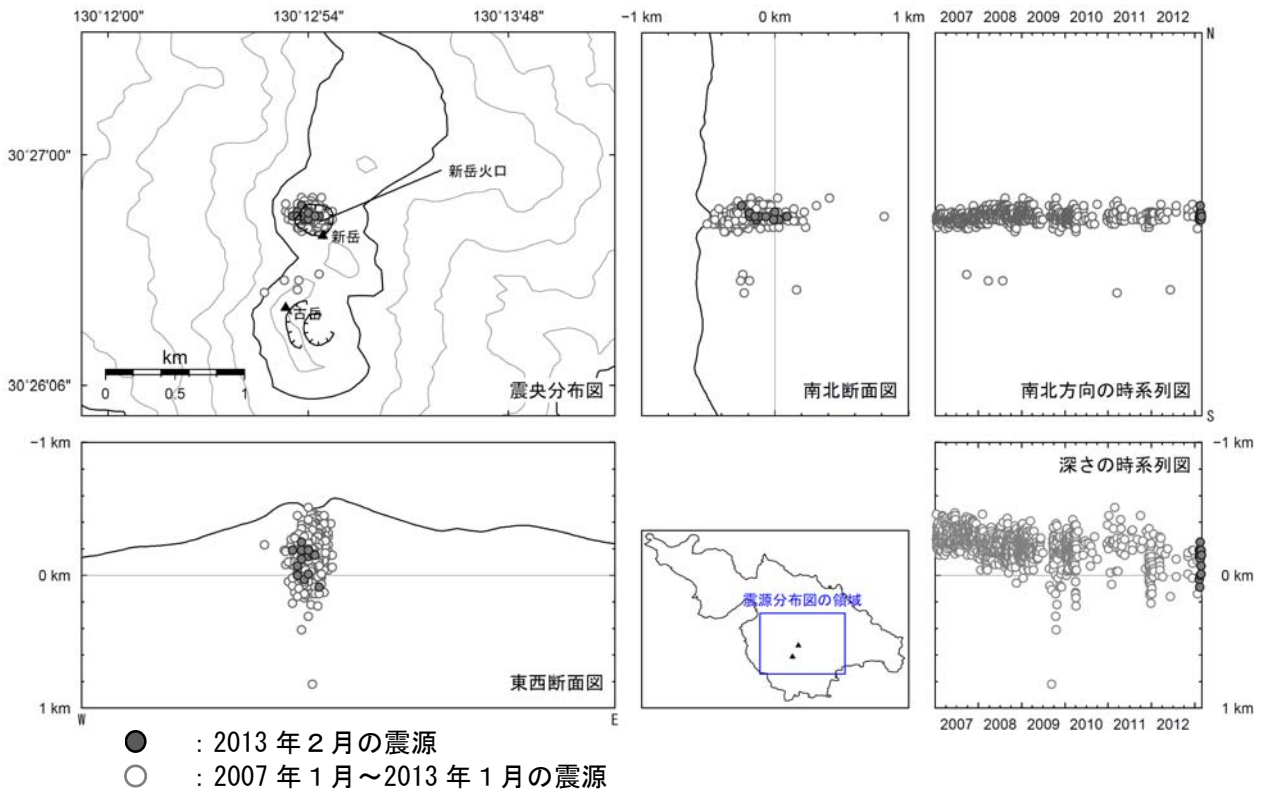 130°12'00"
130°12'54"
130°13'48"
30°27'00"
30°26'06"
新岳火口
新岳
古岳
km
0
0.5
1
震央分布図
−1 km
0 km
1 km
南北断面図
2007 2008 2009 2010 2011 2012
N
S
南北方向の時系列図
−1 km
0 km
1 km
W
E
東西断面図
震源分布図の領域
深さの時系列図
−1 km
0 km
1 km
2007 2008 2009 2010 2011 2012
：2013 年２月の震源
：2007 年１月～2013 年１月の震源